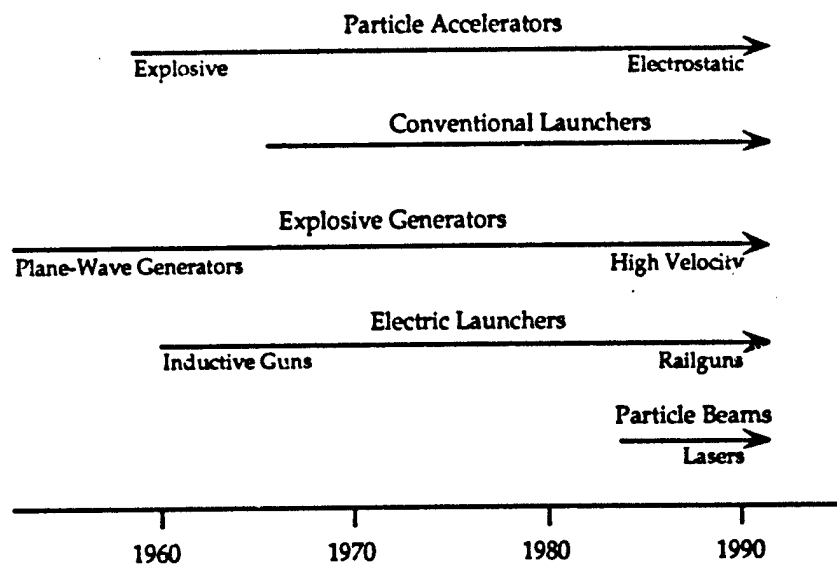 Particle Accelerators
Explosive Electrostatic
Conventional Launchers
Explosive Generators
Plane-Wave Generators High Velocity
Electric Launchers
Inductive Guns Railguns
Particle Beams
Lasers
1960 1970 1980 1990